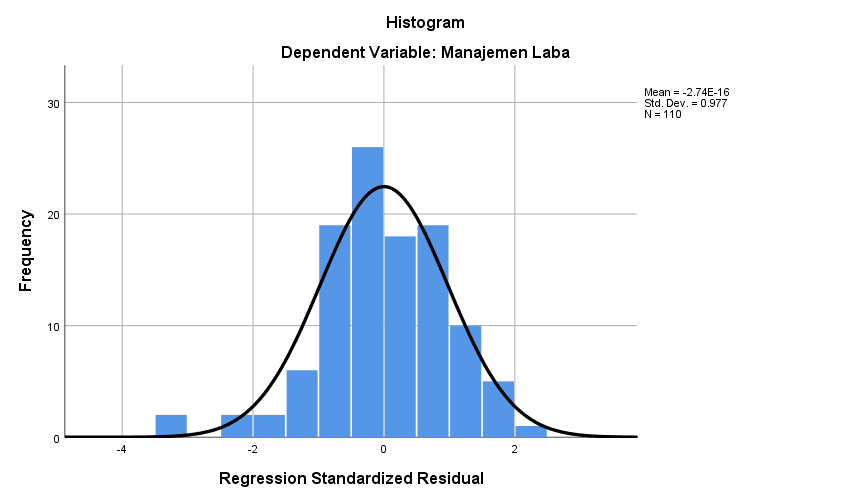 Histogram
Dependent Variable: Manajemen Laba
Mean = -2.74E-16
Std. Dev. = 0.977
N = 110
Frequency
30
20
10
0
-4
-2
0
2
Regression Standardized Residual